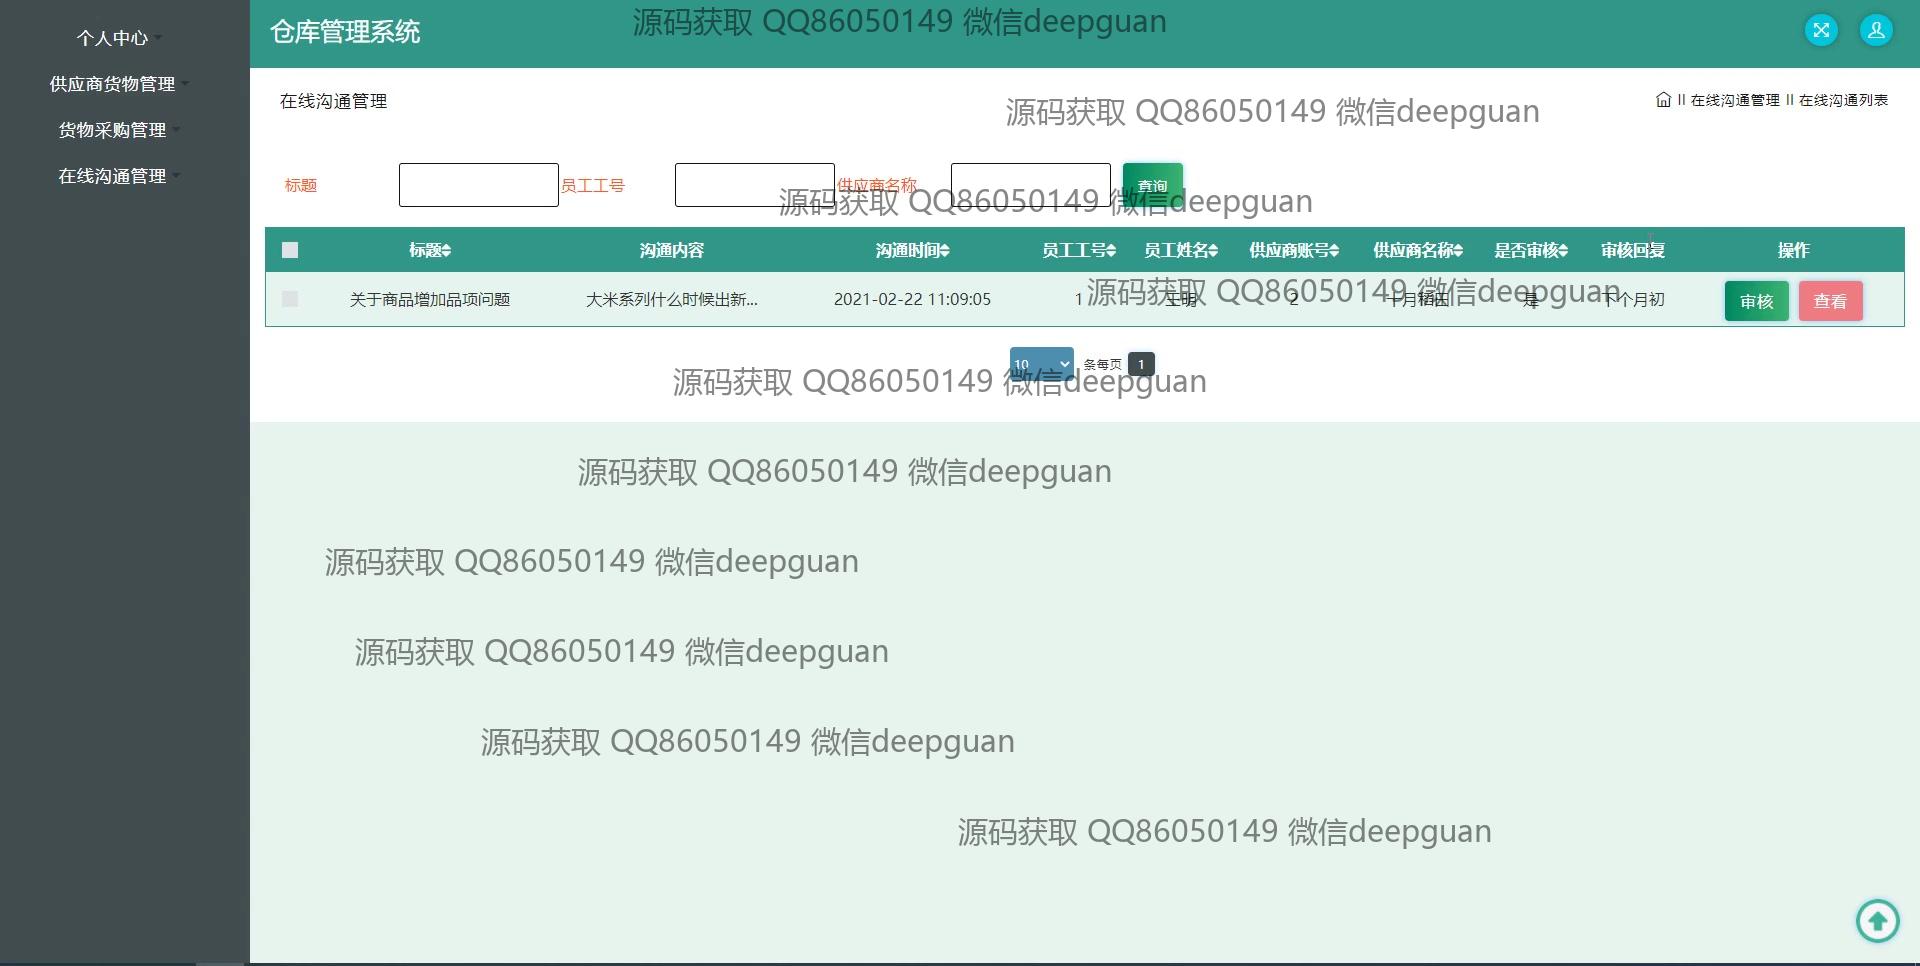 个人中心
供应商货物管理
货物采购管理
在线沟通管理
仓库管理系统
源码获取 QQ86050149 微信deepguan
在线沟通管理
源码获取 QQ86050149 微信deepguan
\\ 在线沟通管理 \\ 在线沟通列表
标题 员工工号 供应商名称 查询
源码获取 QQ86050149 微信deepguan
标题 沟通内容 沟通时间 员工工号 员工姓名 供应商账号 供应商名称 是否审核 审核回复 操作
关于商品增加品项问题 大米系列什么时候出新... 2021-02-22 11:09:05 1 王明 2 十月稻田 是 下个月初 审核 查看
源码获取 QQ86050149 微信deepguan
10 条每页 1
源码获取 QQ86050149 微信deepguan
源码获取 QQ86050149 微信deepguan
源码获取 QQ86050149 微信deepguan
源码获取 QQ86050149 微信deepguan
源码获取 QQ86050149 微信deepguan
源码获取 QQ86050149 微信deepguan